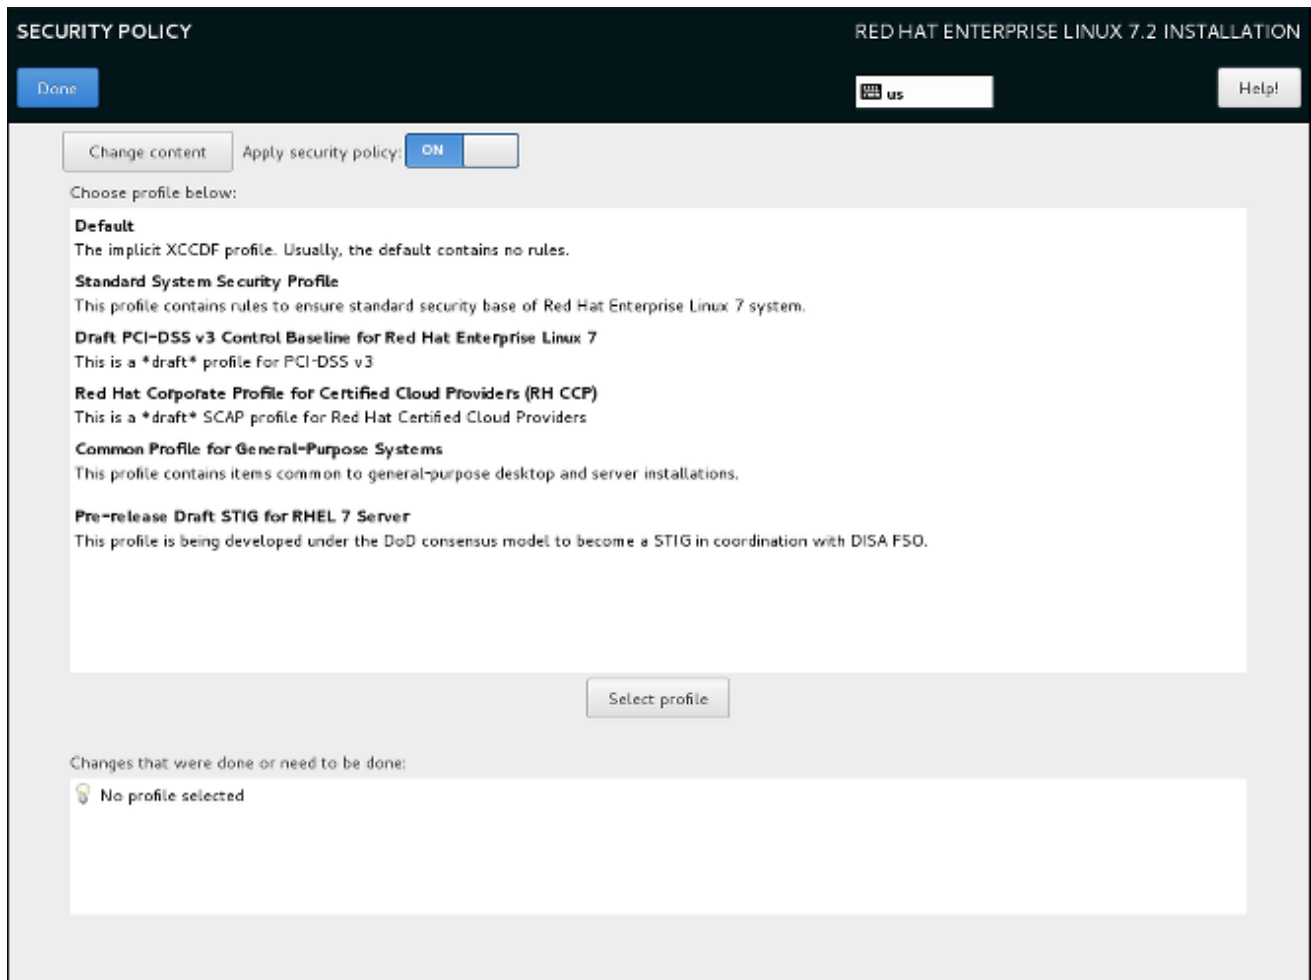 SECURITY POLICY
RED HAT ENTERPRISE LINUX 7.2 INSTALLATION
Done
us
Help!
Change content
Apply security policy:
ON
Choose profile below:
Default
The implicit XCCDF profile. Usually, the default contains no rules.
Standard System Security Profile
This profile contains rules to ensure standard security base of Red Hat Enterprise Linux 7 system.
Draft PCI-DSS v3 Control Baseline for Red Hat Enterprise Linux 7
This is a *draft* profile for PCI-DSS v3
Red Hat Corporate Profile for Certified Cloud Providers (RH CCP)
This is a *draft* SCAP profile for Red Hat Certified Cloud Providers
Common Profile for General-Purpose Systems
This profile contains items common to general-purpose desktop and server installations.
Pre-release Draft STIG for RHEL 7 Server
This profile is being developed under the DoD consensus model to become a STIG in coordination with DISA FSO.
Select profile
Changes that were done or need to be done:
No profile selected